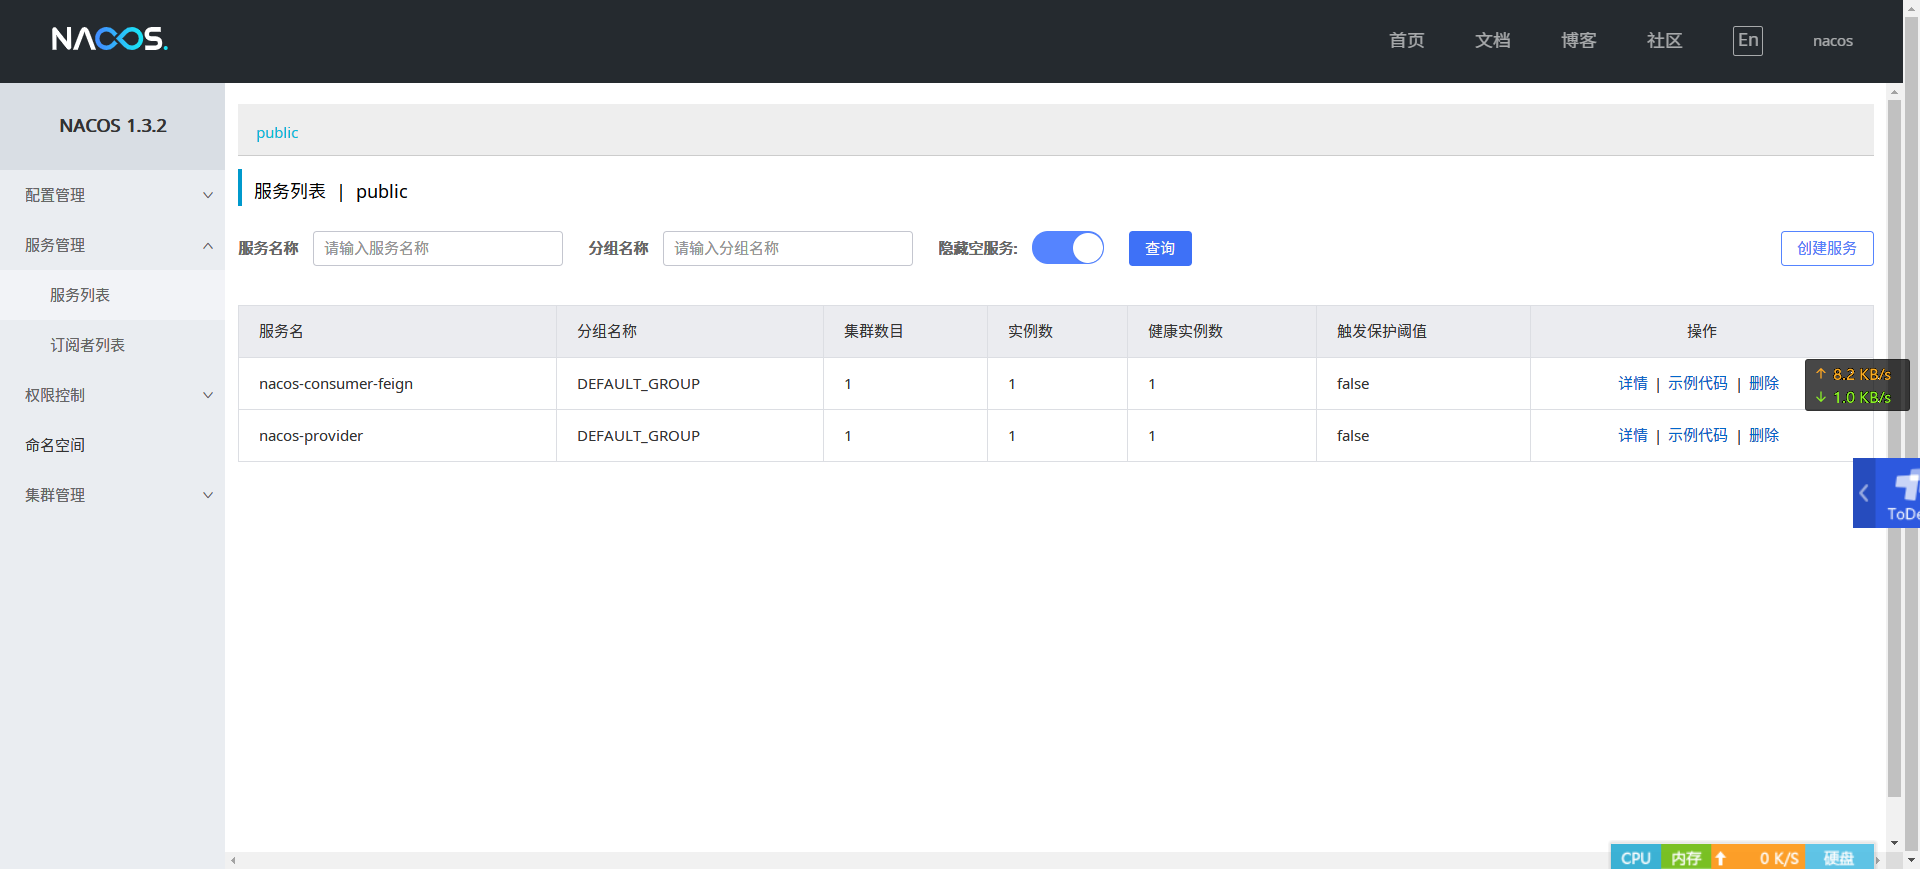 NACOS.
首页 文档 博客 社区 En nacos
NACOS 1.3.2
配置管理
服务管理
服务列表
订阅者列表
权限控制
命名空间
集群管理
public
服务列表 | public
服务名称 请输入服务名称 分组名称 请输入分组名称 隐藏空服务: 查询 创建服务
服务名 分组名称 集群数目 实例数 健康实例数 触发保护阈值 操作
nacos-consumer-feign DEFAULT_GROUP 1 1 1 false 详情 | 示例代码 | 删除
nacos-provider DEFAULT_GROUP 1 1 1 false 详情 | 示例代码 | 删除
↑ 8.2 KB/s
↓ 1.0 KB/s
ToDe
CPU 内存 0 K/S 硬盘